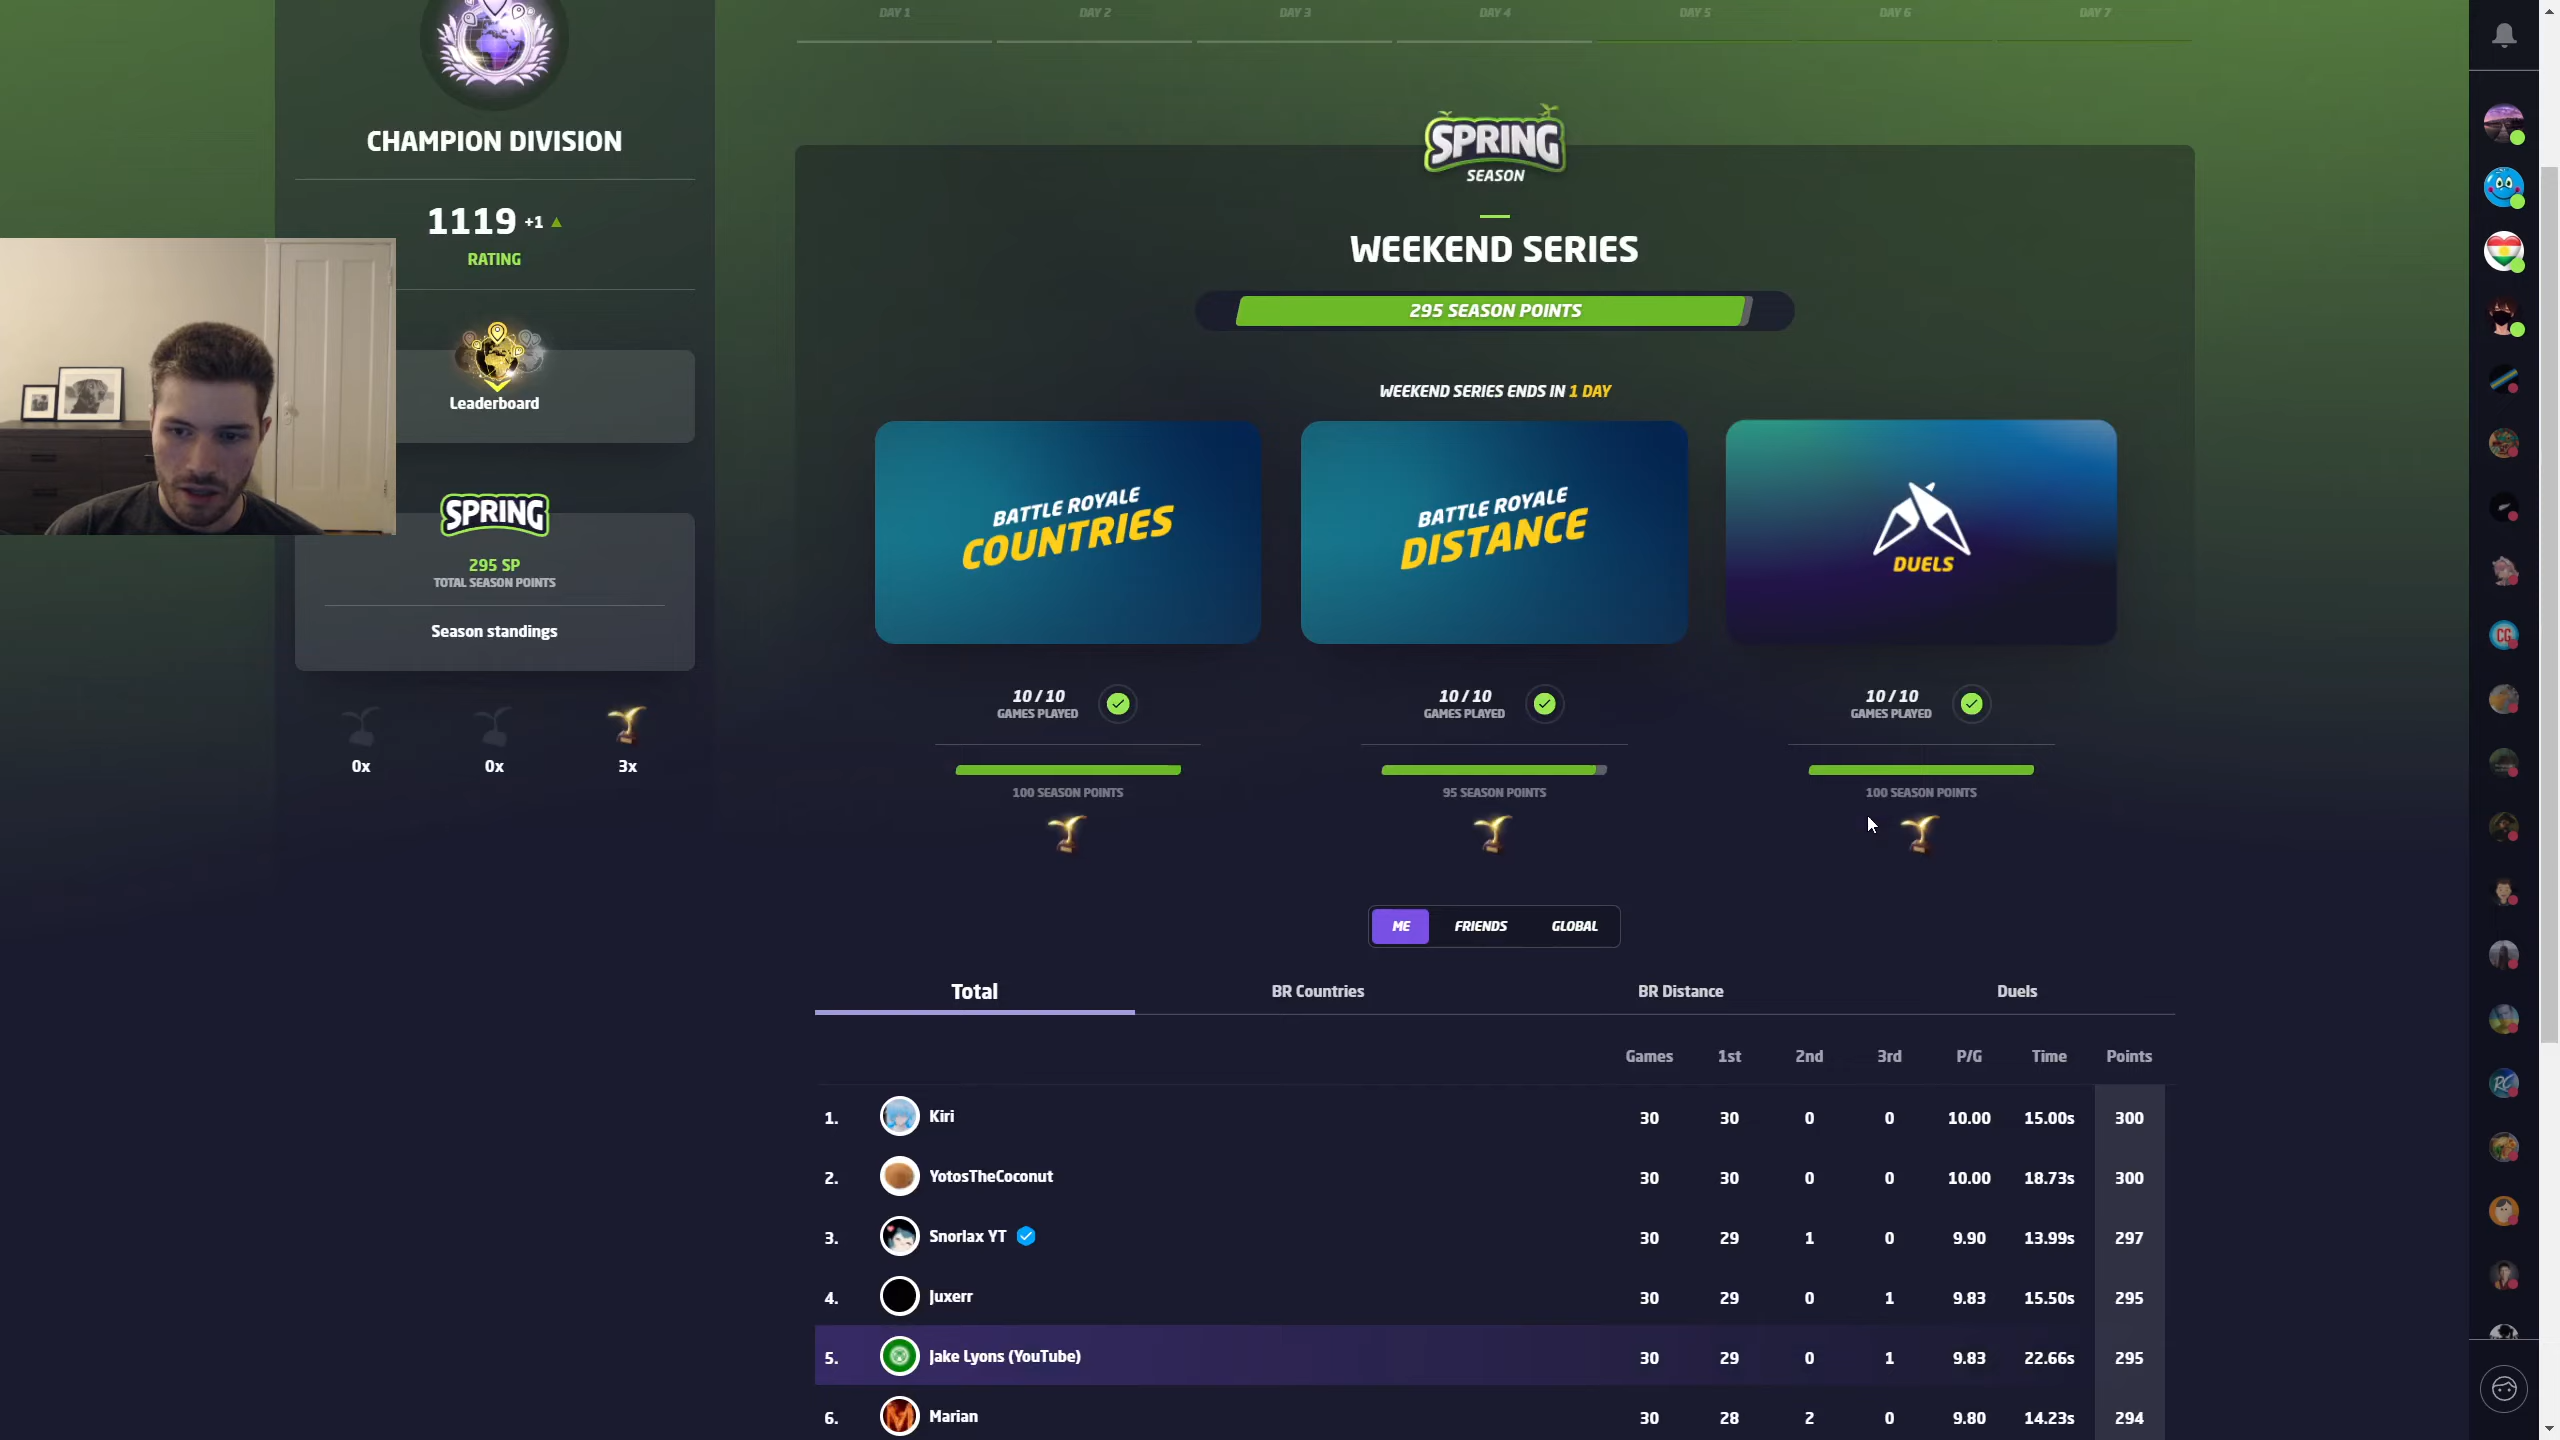 DAY 1 DAY 2 DAY 3 DAY 4 DAY 5 DAY 6 DAY 7
CHAMPION DIVISION
1119 +1
RATING
Leaderboard
SPRING
295 SP
TOTAL SEASON POINTS
Season standings
0x 0x 3x
SPRING
SEASON
WEEKEND SERIES
295 SEASON POINTS
WEEKEND SERIES ENDS IN 1 DAY
BATTLE ROYALE
COUNTRIES
BATTLE ROYALE
DISTANCE
DUELS
10 / 10
GAMES PLAYED
10 / 10
GAMES PLAYED
10 / 10
GAMES PLAYED
100 SEASON POINTS
95 SEASON POINTS
100 SEASON POINTS
ME FRIENDS GLOBAL
Total BR Countries BR Distance Duels
Games 1st 2nd 3rd P/G Time Points
1. Kiri 30 30 0 0 10.00 15.00s 300
2. YotosTheCoconut 30 30 0 0 10.00 18.73s 300
3. Snorlax YT 30 29 1 0 9.90 13.99s 297
4. Juxerr 30 29 0 1 9.83 15.50s 295
5. Jake Lyons (YouTube) 30 29 0 1 9.83 22.66s 295
6. Marian 30 28 2 0 9.80 14.23s 294
CG
RC